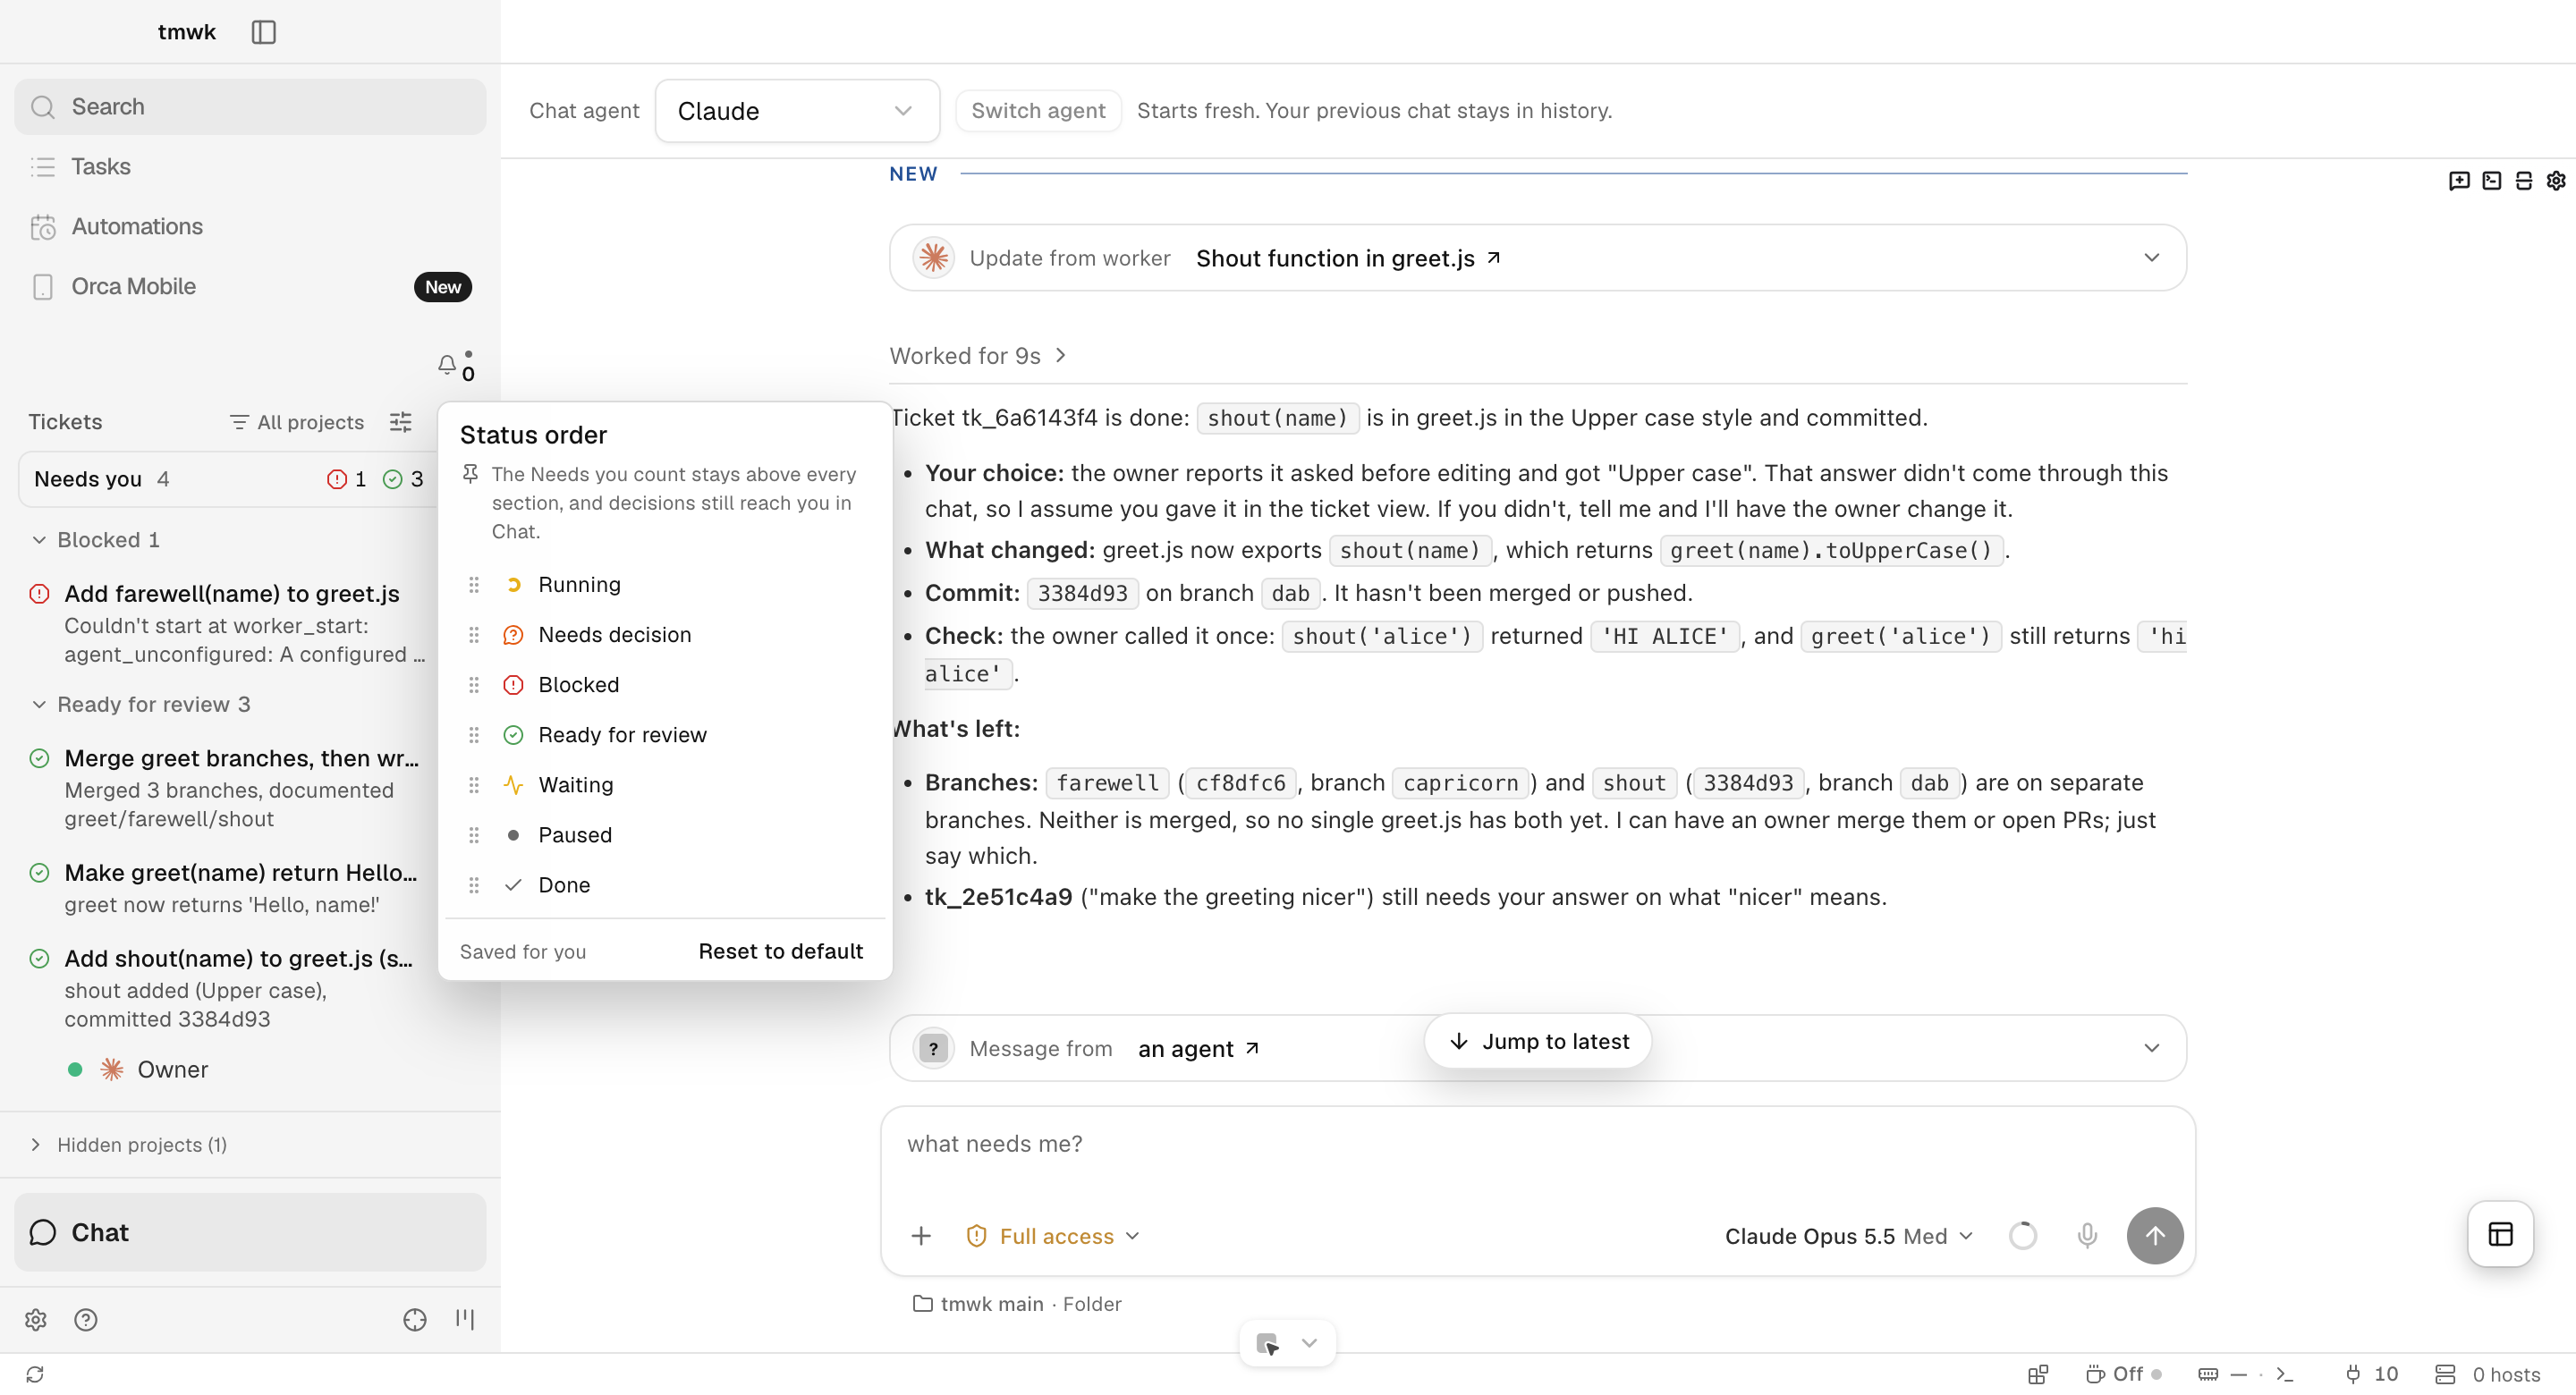 tmwk
Search
Tasks
Automations
Orca Mobile
New
0
Tickets
All projects
Needs you 4
1
3
Blocked 1
Add farewell(name) to greet.js
Couldn't start at worker_start:
agent_unconfigured: A configured …
Ready for review 3
Merge greet branches, then wr...
Merged 3 branches, documented
greet/farewell/shout
Make greet(name) return Hello...
greet now returns 'Hello, name!'
Add shout(name) to greet.js (s...
shout added (Upper case),
committed 3384d93
Owner
Hidden projects (1)
Chat
Status order
The Needs you count stays above every
section, and decisions still reach you in
Chat.
Running
Needs decision
Blocked
Ready for review
Waiting
Paused
Done
Saved for you
Reset to default
Chat agent
Claude
Switch agent
Starts fresh. Your previous chat stays in history.
NEW
Update from worker Shout function in greet.js
Worked for 9s
Ticket tk_6a6143f4 is done: shout(name) is in greet.js in the Upper case style and committed.
• Your choice: the owner reports it asked before editing and got "Upper case". That answer didn't come through this
chat, so I assume you gave it in the ticket view. If you didn't, tell me and I'll have the owner change it.
• What changed: greet.js now exports shout(name), which returns greet(name).toUpperCase().
• Commit: 3384d93 on branch dab. It hasn't been merged or pushed.
• Check: the owner called it once: shout('alice') returned 'HI ALICE', and greet('alice') still returns 'hi
alice'.
What's left:
• Branches: farewell (cf8dfc6, branch capricorn) and shout (3384d93, branch dab) are on separate
branches. Neither is merged, so no single greet.js has both yet. I can have an owner merge them or open PRs; just
say which.
• tk_2e51c4a9 ("make the greeting nicer") still needs your answer on what "nicer" means.
? Message from an agent
Jump to latest
what needs me?
Full access
Claude Opus 5.5 Med
tmwk main · Folder
Off
10
0 hosts